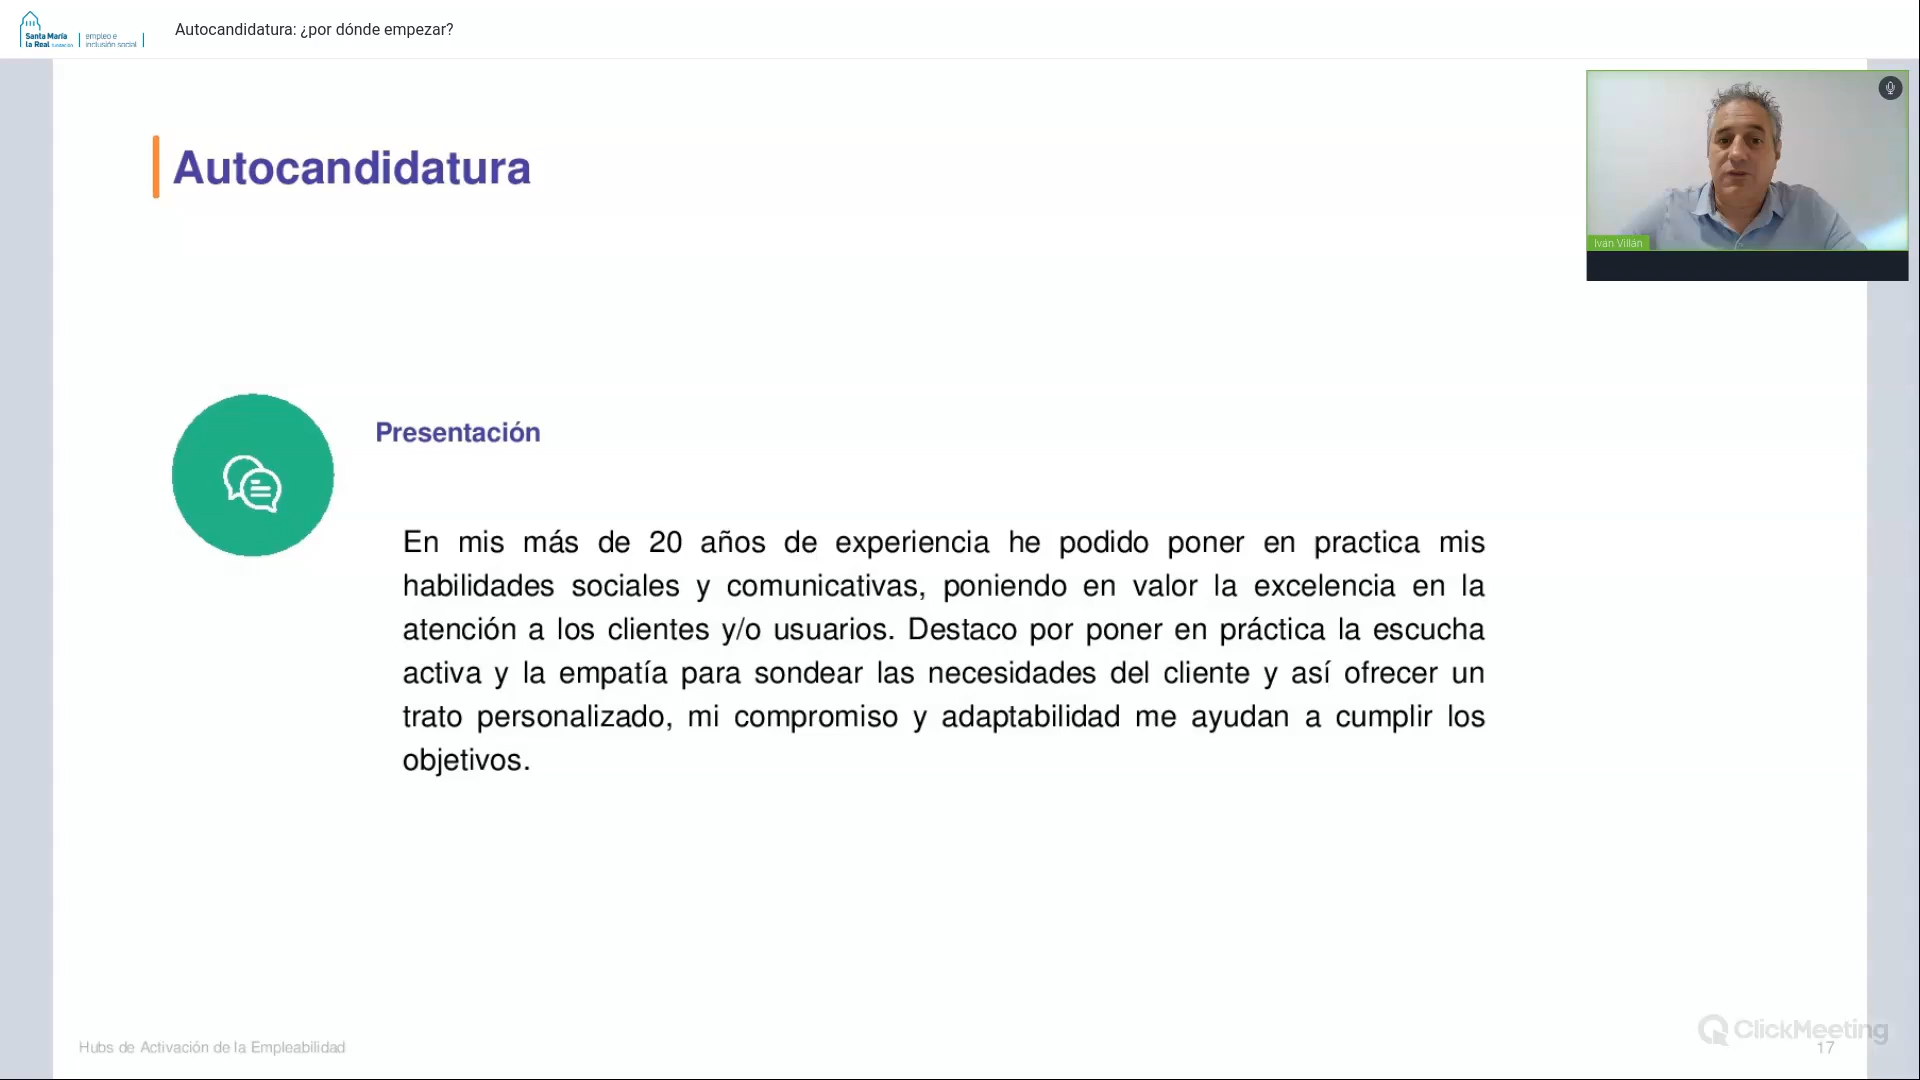 Santa María
la Real
empleo e
inclusión social
Autocandidatura: ¿por dónde empezar?
Autocandidatura
Iván Villán
Presentación
En mis más de 20 años de experiencia he podido poner en practica mis
habilidades sociales y comunicativas, poniendo en valor la excelencia en la
atención a los clientes y/o usuarios. Destaco por poner en práctica la escucha
activa y la empatía para sondear las necesidades del cliente y así ofrecer un
trato personalizado, mi compromiso y adaptabilidad me ayudan a cumplir los
objetivos.
Hubs de Activación de la Empleabilidad
ClickMeeting
17